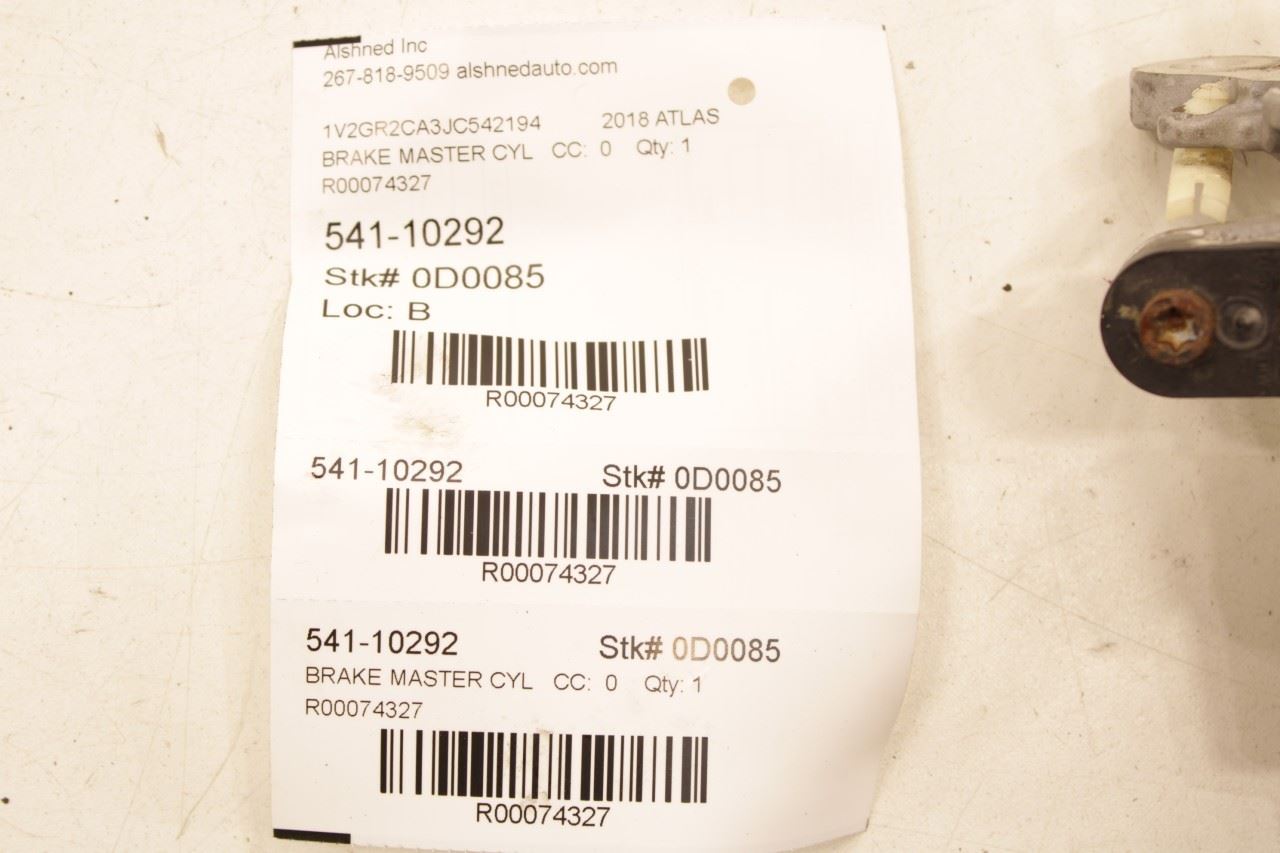 Alshned Inc
267-818-9509 alshnedauto.com
1V2GR2CA3JC542194 2018 ATLAS
BRAKE MASTER CYL CC: 0 Qty: 1
R00074327
541-10292
Stk# 0D0085
Loc: B
R00074327
541-10292 Stk# 0D0085
R00074327
541-10292 Stk# 0D0085
BRAKE MASTER CYL CC: 0 Qty: 1
R00074327
R00074327